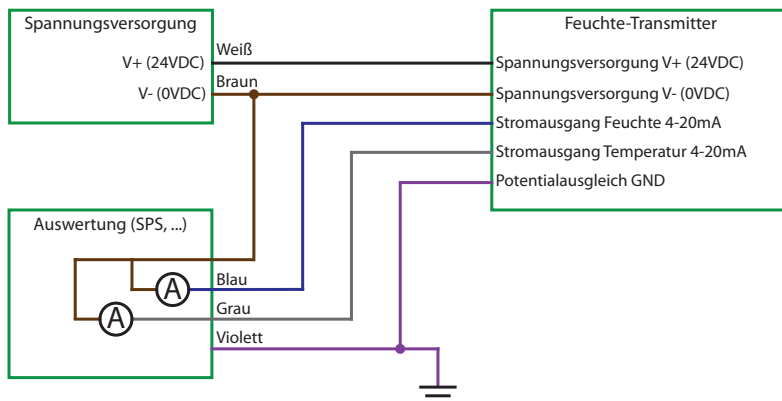 Spannungsversorgung
V+ (24VDC)
V- (0VDC)
Weiß
Braun
Feuchte-Transmitter
Spannungsversorgung V+ (24VDC)
Spannungsversorgung V- (0VDC)
Stromausgang Feuchte 4-20mA
Stromausgang Temperatur 4-20mA
Potentialausgleich GND
Auswertung (SPS, ...)
A
A
Blau
Grau
Violett